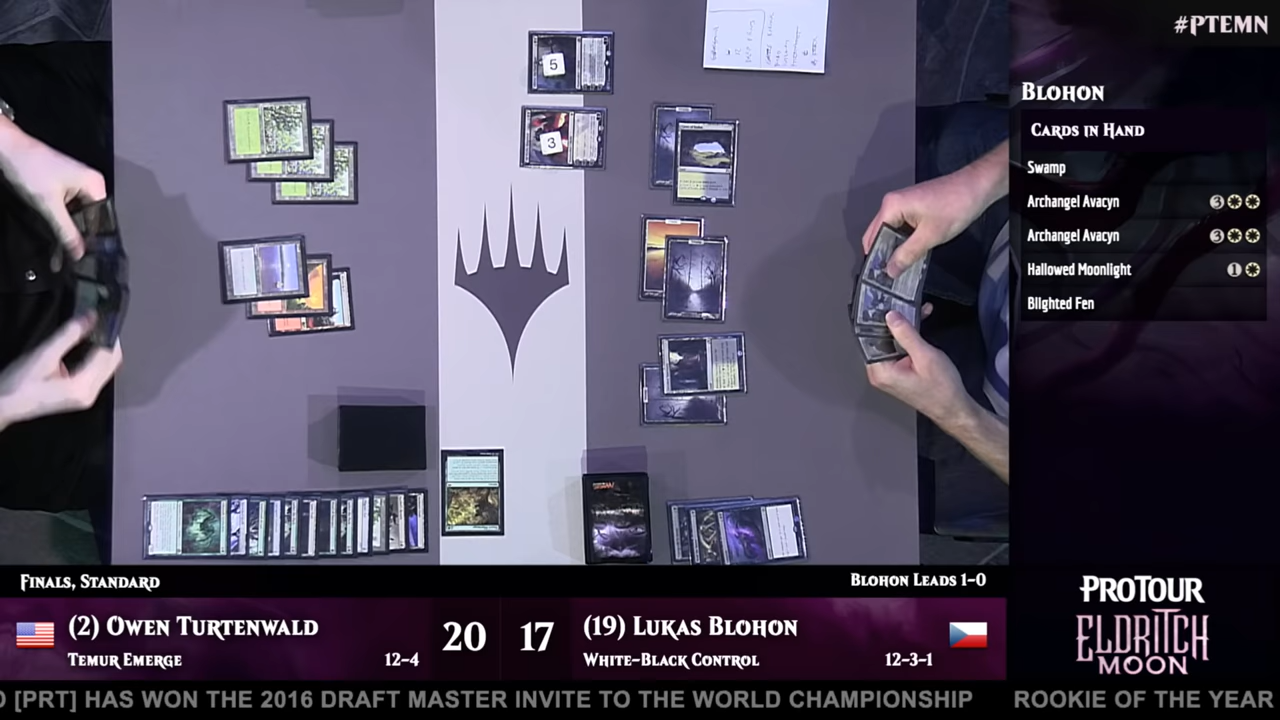 #PTEMN
BLOHON
CARDS IN HAND
Swamp
Archangel Avacyn 3
Archangel Avacyn 3
Hallowed Moonlight 1
Blighted Fen
5
3
FINALS, STANDARD
BLOHON LEADS 1-0
(2) OWEN TURTENWALD
20
17
(19) LUKAS BLOHON
TEMUR EMERGE
12-4
WHITE-BLACK CONTROL
12-3-1
PROTOUR
ELDRITCH
MOON
[PRT] HAS WON THE 2016 DRAFT MASTER INVITE TO THE WORLD CHAMPIONSHIP ROOKIE OF THE YEAR